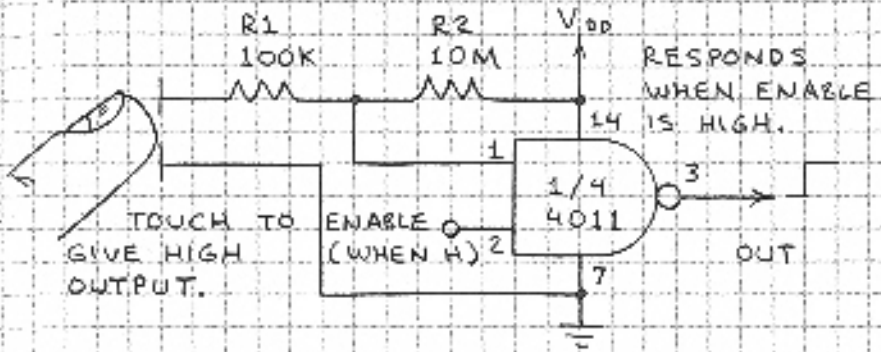 R1
100K
R2
10M
VDD
RESPONDS
WHEN ENABLE
IS HIGH.
14
1
1/4
4011
3
2
7
TOUCH TO
GIVE HIGH
OUTPUT.
ENABLE
(WHEN H)
OUT